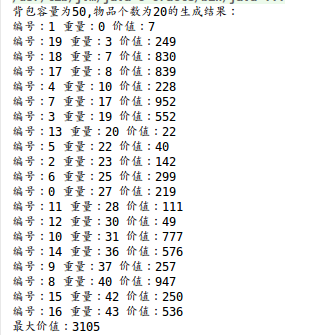 背包容量为50,物品个数为20的生成结果：
编号：1 重量：0 价值：7
编号：19 重量：3 价值：249
编号：18 重量：7 价值：830
编号：17 重量：8 价值：839
编号：4 重量：10 价值：228
编号：7 重量：17 价值：952
编号：3 重量：19 价值：552
编号：13 重量：20 价值：22
编号：5 重量：22 价值：40
编号：2 重量：23 价值：142
编号：6 重量：25 价值：299
编号：0 重量：27 价值：219
编号：11 重量：28 价值：111
编号：12 重量：30 价值：49
编号：10 重量：31 价值：777
编号：14 重量：36 价值：576
编号：9 重量：37 价值：257
编号：8 重量：40 价值：947
编号：15 重量：42 价值：250
编号：16 重量：43 价值：536
最大价值：3105